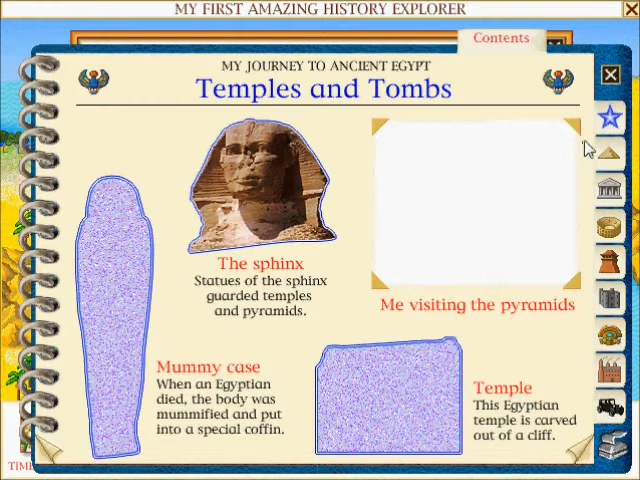 MY FIRST AMAZING HISTORY EXPLORER
Contents
MY JOURNEY TO ANCIENT EGYPT
Temples and Tombs
The sphinx
Statues of the sphinx
guarded temples
and pyramids.
Me visiting the pyramids
Mummy case
When an Egyptian
died, the body was
mummified and put
into a special coffin.
Temple
This Egyptian
temple is carved
out of a cliff.
TIME